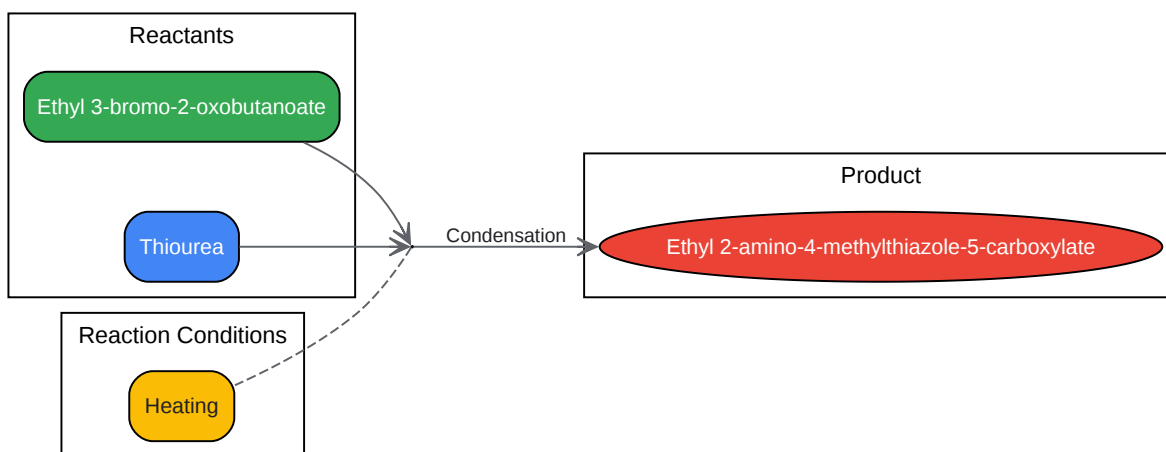 Reactants
Ethyl 3-bromo-2-oxobutanoate
Thiourea
Reaction Conditions
Heating
Condensation
Product
Ethyl 2-amino-4-methylthiazole-5-carboxylate